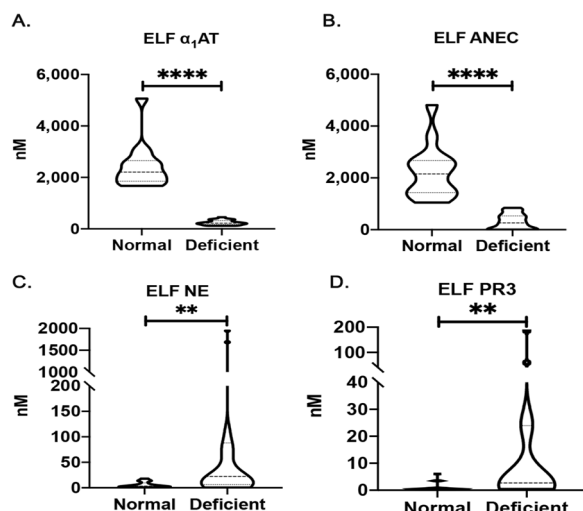 A.
ELF α₁AT
6,000
4,000
2,000
0
nM
****
Normal Deficient
B.
ELF ANEC
6,000
4,000
2,000
0
nM
****
Normal Deficient
C.
ELF NE
2000
1500
1000
200
150
100
50
0
nM
**
Normal Deficient
D.
ELF PR3
200
100
40
30
20
10
0
nM
**
Normal Deficient